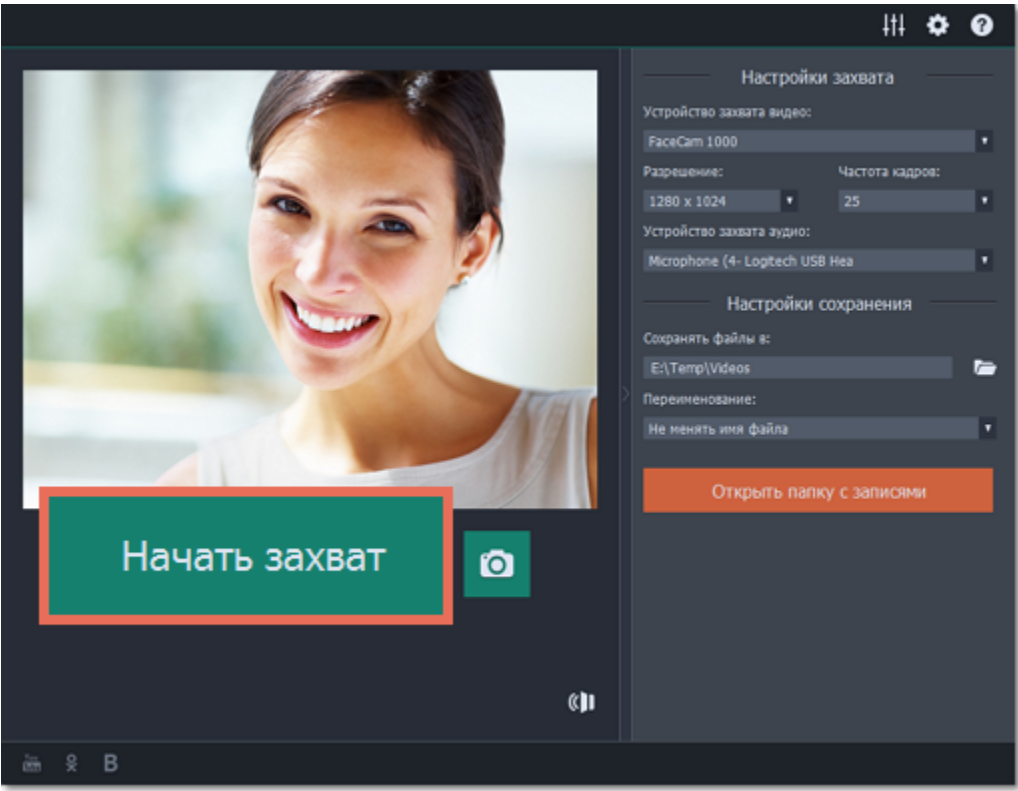 Настройки захвата
Устройство захвата видео:
FaceCam 1000
Разрешение: Частота кадров:
1280 x 1024 25
Устройство захвата аудио:
Microphone (4- Logitech USB Hea
Настройки сохранения
Сохранять файлы в:
E:\Temp\Videos
Переименование:
Не менять имя файла
Открыть папку с записями
Начать захват
B